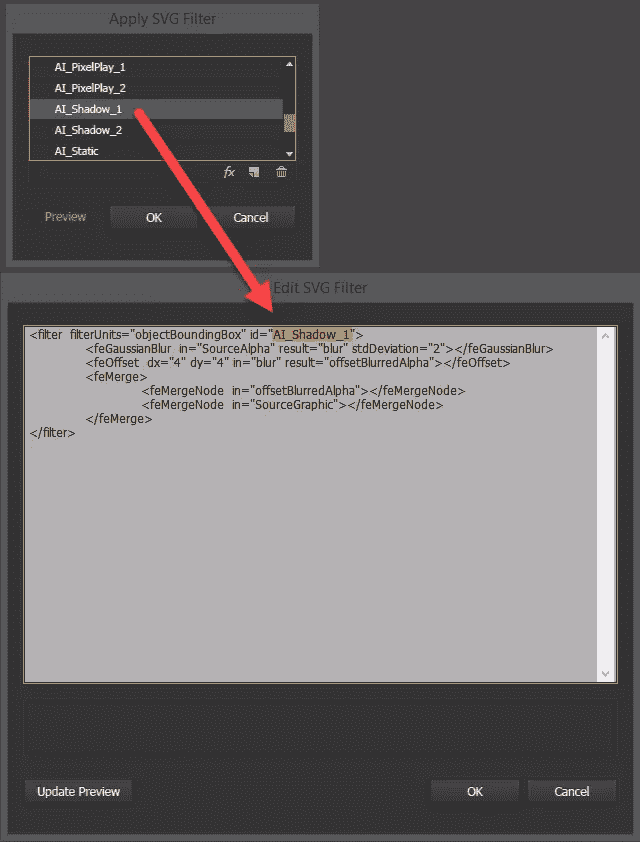 Apply SVG Filter
AI_PixelPlay_1
AI_PixelPlay_2
AI_Shadow_1
AI_Shadow_2
AI_Static
fx
Preview OK Cancel
Edit SVG Filter
<filter filterUnits="objectBoundingBox" id="AI_Shadow_1">
<feGaussianBlur in="SourceAlpha" result="blur" stdDeviation="2"></feGaussianBlur>
<feOffset dx="4" dy="4" in="blur" result="offsetBlurredAlpha"></feOffset>
<feMerge>
<feMergeNode in="offsetBlurredAlpha"></feMergeNode>
<feMergeNode in="SourceGraphic"></feMergeNode>
</feMerge>
</filter>
Update Preview OK Cancel